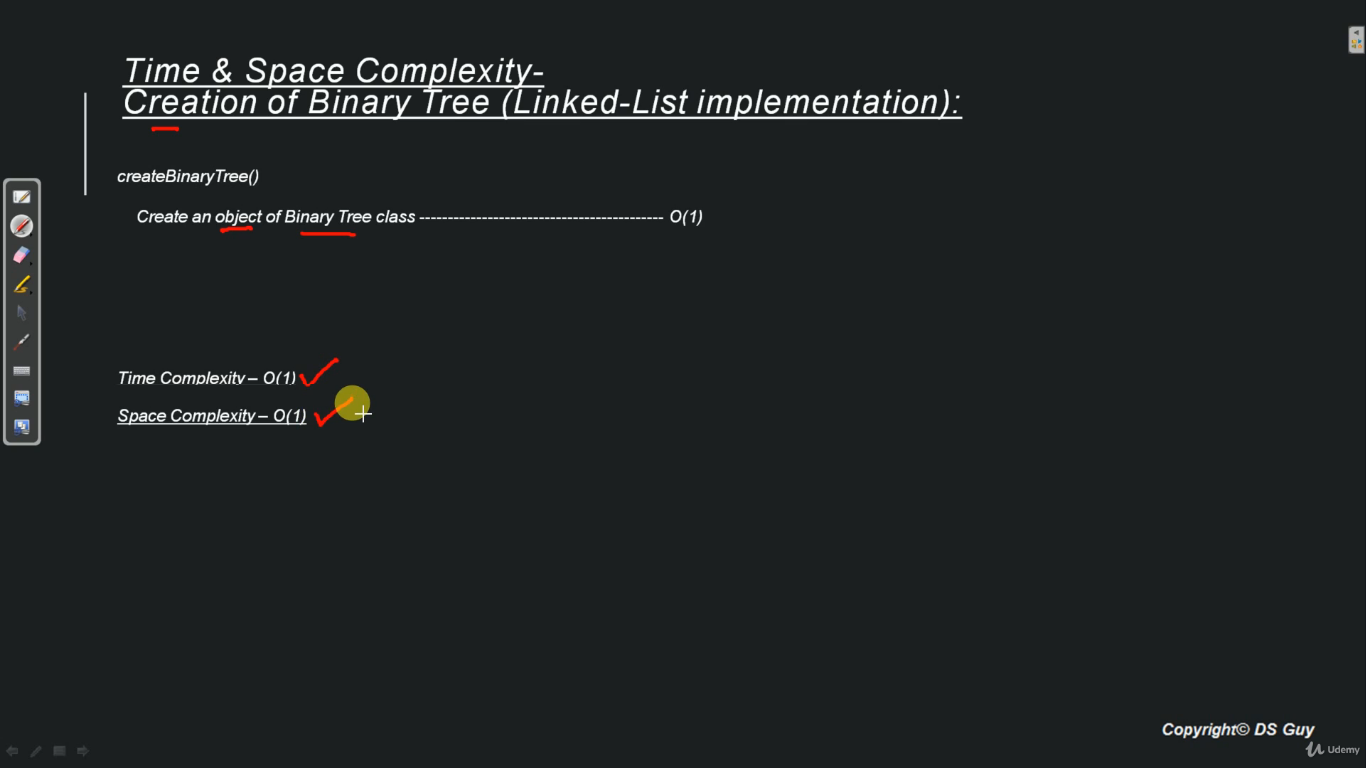 Time & Space Complexity-
Creation of Binary Tree (Linked-List implementation):
createBinaryTree()
Create an object of Binary Tree class ------------------------------------------- O(1)
Time Complexity – O(1)
Space Complexity – O(1)
Copyright© DS Guy
Udemy